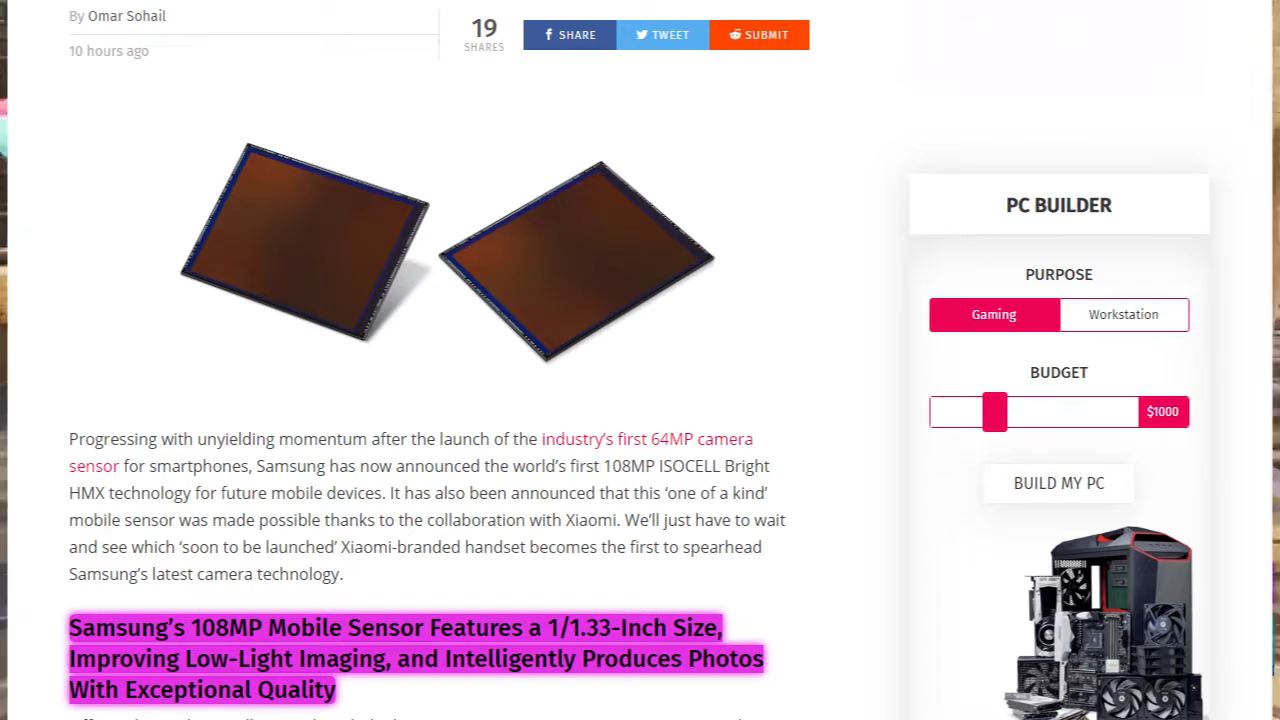 By Omar Sohail
10 hours ago
19
SHARES
SHARE
TWEET
SUBMIT
Progressing with unyielding momentum after the launch of the industry’s first 64MP camera
sensor for smartphones, Samsung has now announced the world’s first 108MP ISOCELL Bright
HMX technology for future mobile devices. It has also been announced that this ‘one of a kind’
mobile sensor was made possible thanks to the collaboration with Xiaomi. We’ll just have to wait
and see which ‘soon to be launched’ Xiaomi-branded handset becomes the first to spearhead
Samsung’s latest camera technology.
Samsung’s 108MP Mobile Sensor Features a 1/1.33-Inch Size,
Improving Low-Light Imaging, and Intelligently Produces Photos
With Exceptional Quality
PC BUILDER
PURPOSE
Gaming
Workstation
BUDGET
$1000
BUILD MY PC